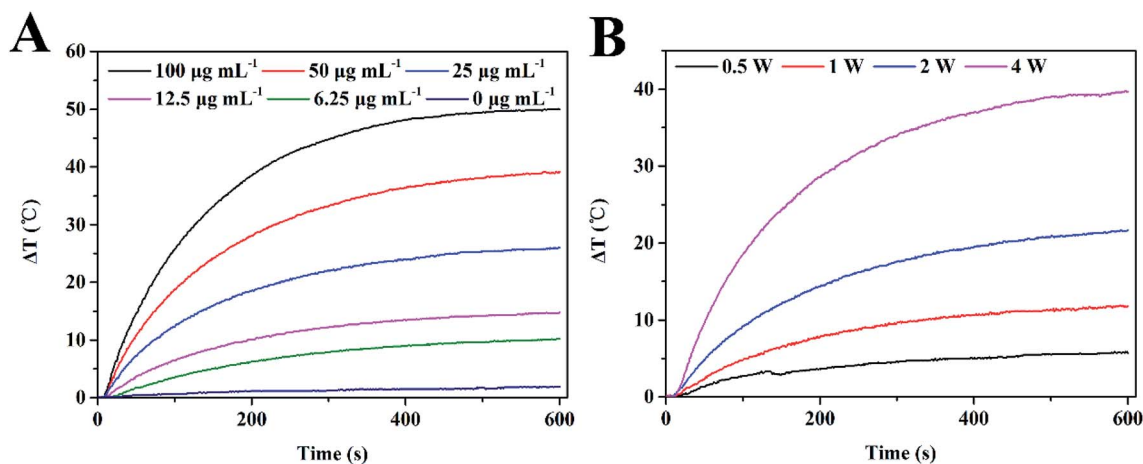 A
60
50
40
30
20
10
0
ΔT (℃)
100 μg mL⁻¹ 50 μg mL⁻¹ 25 μg mL⁻¹
12.5 μg mL⁻¹ 6.25 μg mL⁻¹ 0 μg mL⁻¹
0 200 400 600
Time (s)
B
40
30
20
10
0
ΔT (℃)
0.5 W 1 W 2 W 4 W
0 200 400 600
Time (s)